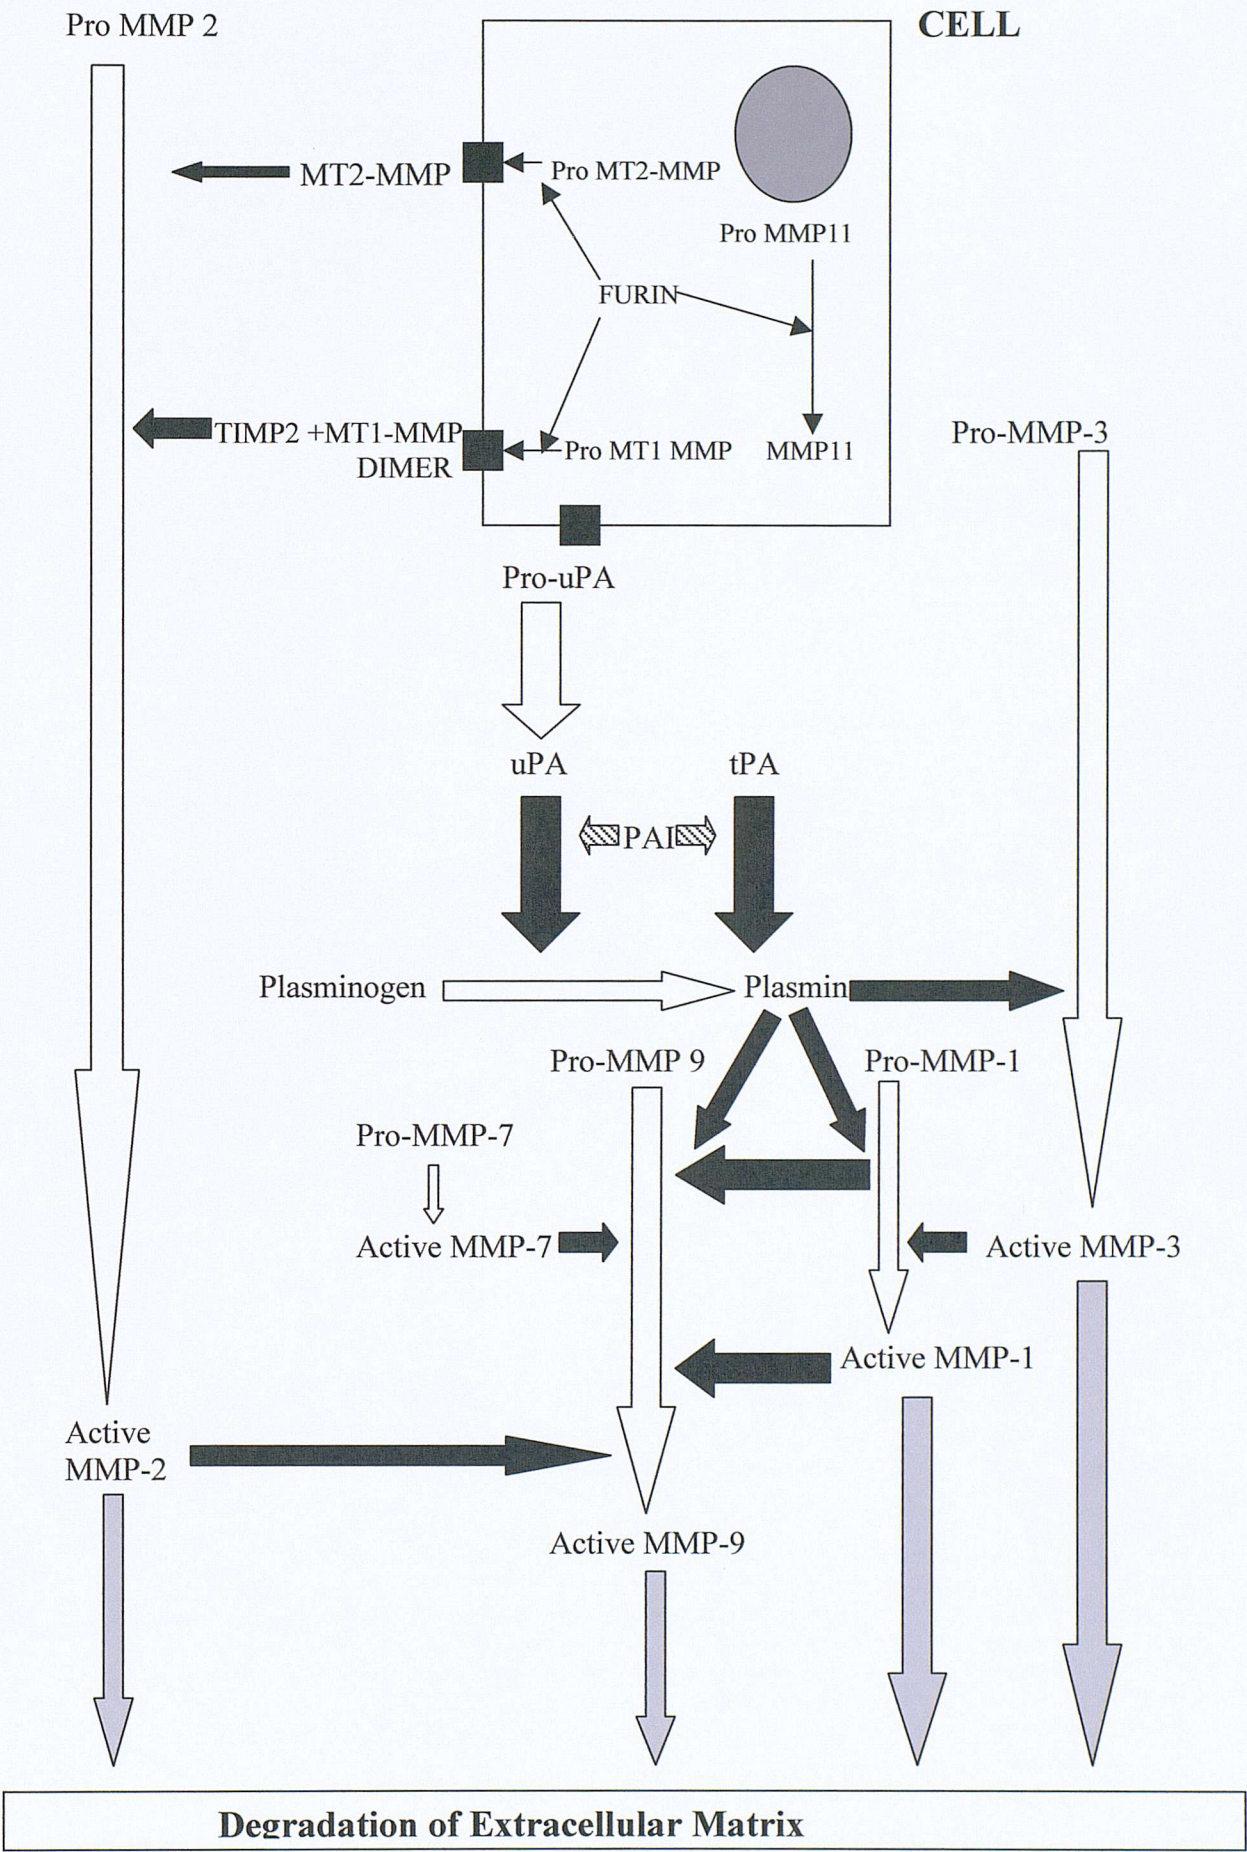 Pro MMP 2
CELL
MT2-MMP
Pro MT2-MMP
Pro MMP11
FURIN
TIMP2 +MT1-MMP
DIMER
Pro MT1 MMP
MMP11
Pro-MMP-3
Pro-uPA
uPA
tPA
PAI
Plasminogen
Plasmin
Pro-MMP 9
Pro-MMP-1
Pro-MMP-7
Active MMP-7
Active MMP-3
Active MMP-1
Active
MMP-2
Active MMP-9
Degradation of Extracellular Matrix